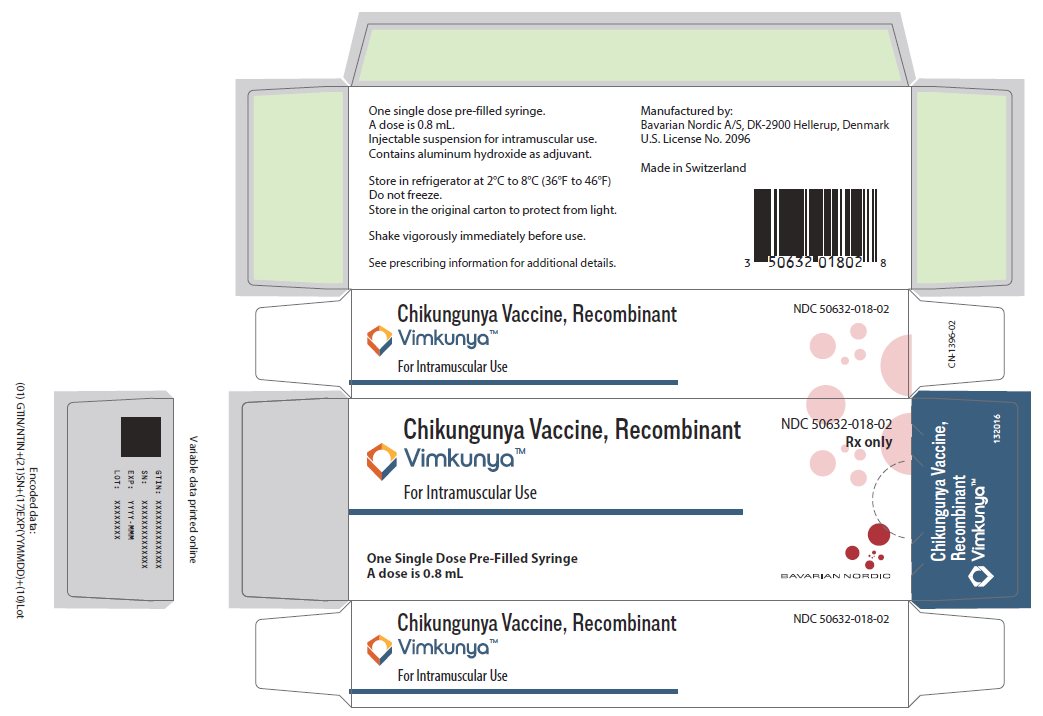 One single dose pre-filled syringe.
A dose is 0.8 mL.
Injectable suspension for intramuscular use.
Contains aluminum hydroxide as adjuvant.
Store in refrigerator at 2°C to 8°C (36°F to 46°F)
Do not freeze.
Store in the original carton to protect from light.
Shake vigorously immediately before use.
See prescribing information for additional details.
Manufactured by:
Bavarian Nordic A/S, DK-2900 Hellerup, Denmark
U.S. License No. 2096
Made in Switzerland
3 50632 01802 8
Chikungunya Vaccine, Recombinant
Vimkunya™
For Intramuscular Use
NDC 50632-018-02
CN-1396-02
Chikungunya Vaccine, Recombinant
Vimkunya™
For Intramuscular Use
One Single Dose Pre-Filled Syringe
A dose is 0.8 mL
NDC 50632-018-02
Rx only
BAVARIAN NORDIC
Chikungunya Vaccine,
Recombinant
Vimkunya™
132016
Chikungunya Vaccine, Recombinant
Vimkunya™
For Intramuscular Use
NDC 50632-018-02
Variable data printed online
GTIN: XXXXXXXXXXXXXX
SN: XXXXXXXXXXXXXX
EXP: YYYY-MMM
LOT: XXXXXXXX
Encoded data:
(01) GTIN/NTIN+(21)SN+(17)EXP(YYMMDD)+(10)Lot